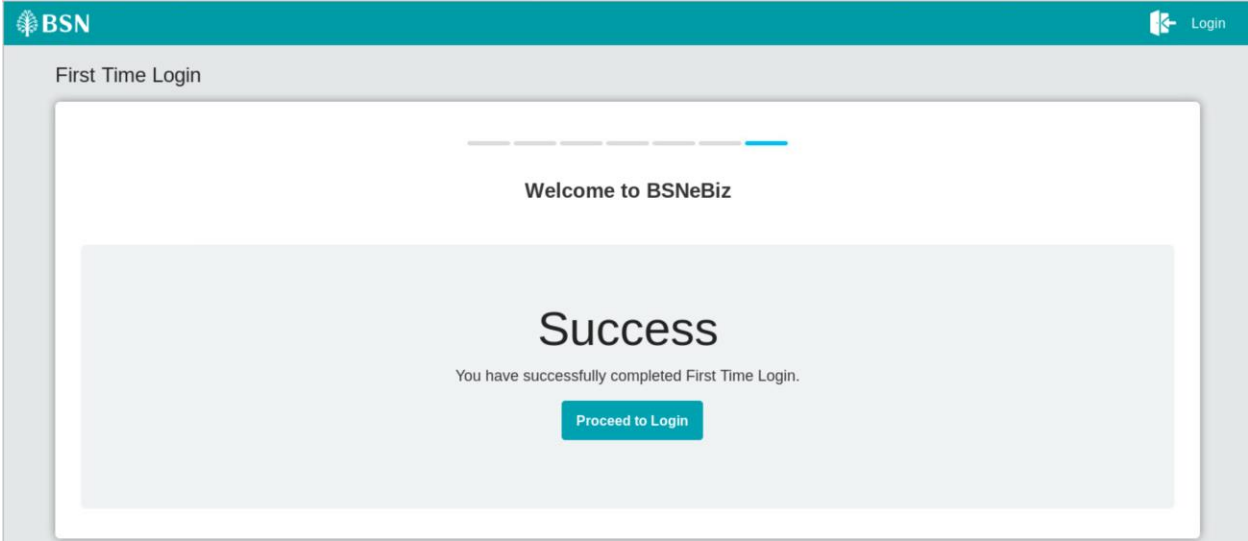 BSN
Login
First Time Login
Welcome to BSNeBiz
Success
You have successfully completed First Time Login.
Proceed to Login